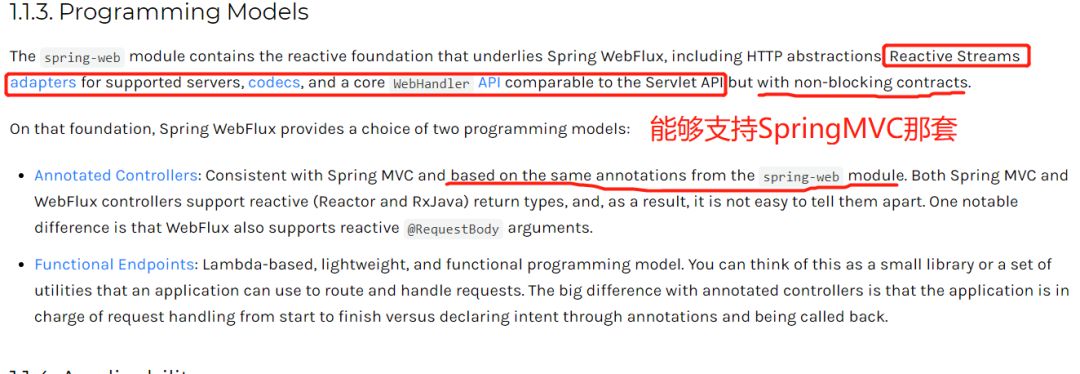 1.1.3. Programming Models
The spring-web module contains the reactive foundation that underlies Spring WebFlux, including HTTP abstractions, Reactive Streams
adapters for supported servers, codecs, and a core WebHandler API comparable to the Servlet API but with non-blocking contracts.
On that foundation, Spring WebFlux provides a choice of two programming models:
能够支持SpringMVC那套
• Annotated Controllers: Consistent with Spring MVC and based on the same annotations from the spring-web module. Both Spring MVC and
WebFlux controllers support reactive (Reactor and RxJava) return types, and, as a result, it is not easy to tell them apart. One notable
difference is that WebFlux also supports reactive @RequestBody arguments.
• Functional Endpoints: Lambda-based, lightweight, and functional programming model. You can think of this as a small library or a set of
utilities that an application can use to route and handle requests. The big difference with annotated controllers is that the application is in
charge of request handling from start to finish versus declaring intent through annotations and being called back.